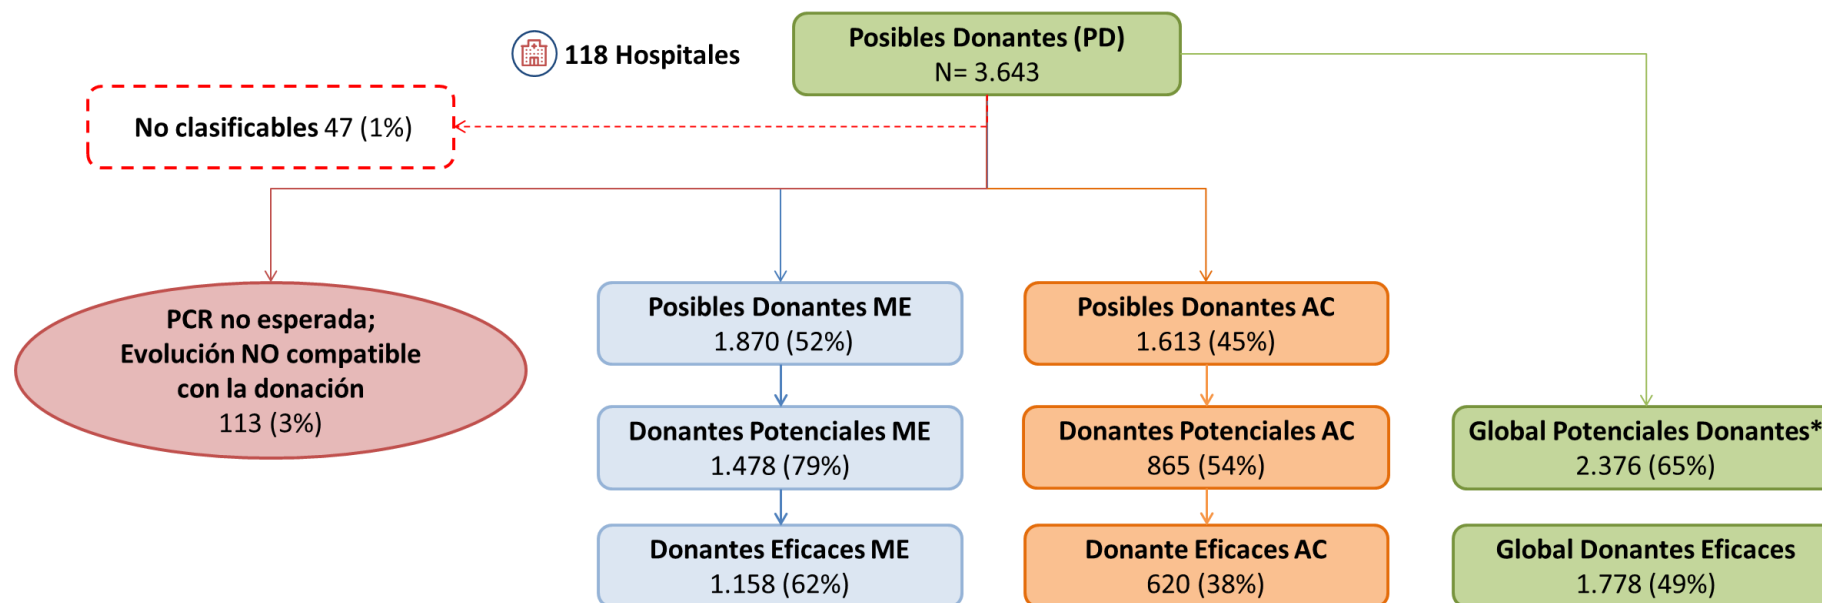 118 Hospitales
Posibles Donantes (PD)
N= 3.643
No clasificables 47 (1%)
PCR no esperada;
Evolución NO compatible
con la donación
113 (3%)
Posibles Donantes ME
1.870 (52%)
Posibles Donantes AC
1.613 (45%)
Donantes Potenciales ME
1.478 (79%)
Donantes Potenciales AC
865 (54%)
Global Potenciales Donantes*
2.376 (65%)
Donantes Eficaces ME
1.158 (62%)
Donante Eficaces AC
620 (38%)
Global Donantes Eficaces
1.778 (49%)